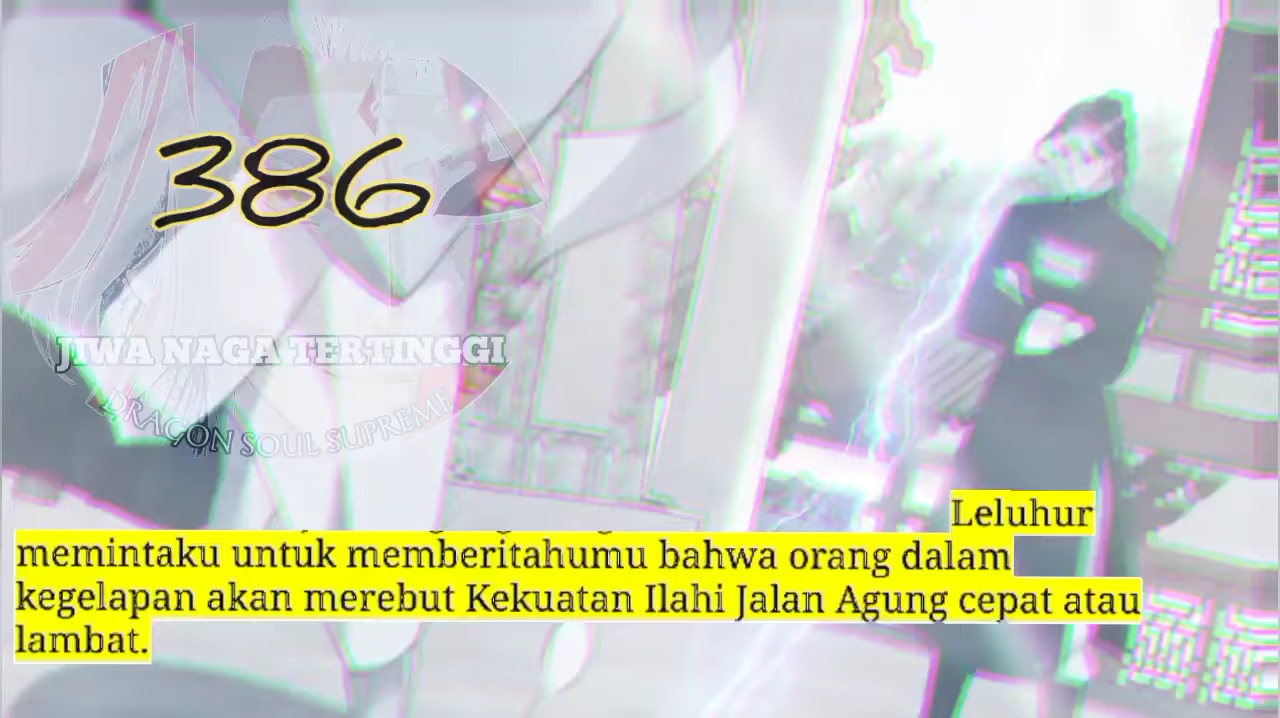 386
JIWA NAGA TERTINGGI
DRAGON SOUL SUPREME
Leluhur
memintaku untuk memberitahumu bahwa orang dalam
kegelapan akan merebut Kekuatan Ilahi Jalan Agung cepat atau
lambat.